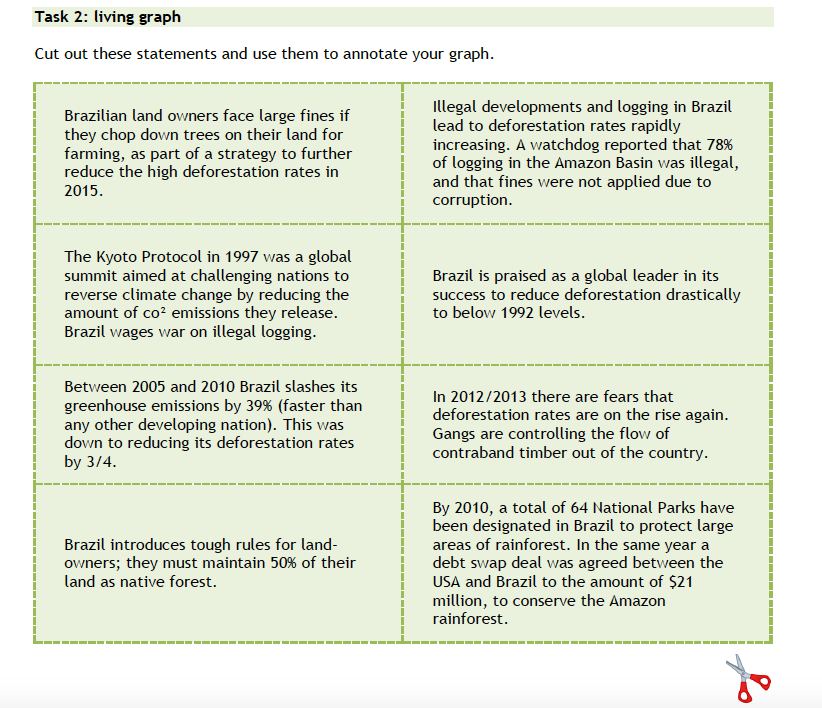 Task 2: living graph
Cut out these statements and use them to annotate your graph.
Brazilian land owners face large fines if
they chop down trees on their land for
farming, as part of a strategy to further
reduce the high deforestation rates in
2015.
Illegal developments and logging in Brazil
lead to deforestation rates rapidly
increasing. A watchdog reported that 78%
of logging in the Amazon Basin was illegal,
and that fines were not applied due to
corruption.
The Kyoto Protocol in 1997 was a global
summit aimed at challenging nations to
reverse climate change by reducing the
amount of co² emissions they release.
Brazil wages war on illegal logging.
Brazil is praised as a global leader in its
success to reduce deforestation drastically
to below 1992 levels.
Between 2005 and 2010 Brazil slashes its
greenhouse emissions by 39% (faster than
any other developing nation). This was
down to reducing its deforestation rates
by 3/4.
In 2012/2013 there are fears that
deforestation rates are on the rise again.
Gangs are controlling the flow of
contraband timber out of the country.
Brazil introduces tough rules for land-
owners; they must maintain 50% of their
land as native forest.
By 2010, a total of 64 National Parks have
been designated in Brazil to protect large
areas of rainforest. In the same year a
debt swap deal was agreed between the
USA and Brazil to the amount of $21
million, to conserve the Amazon
rainforest.